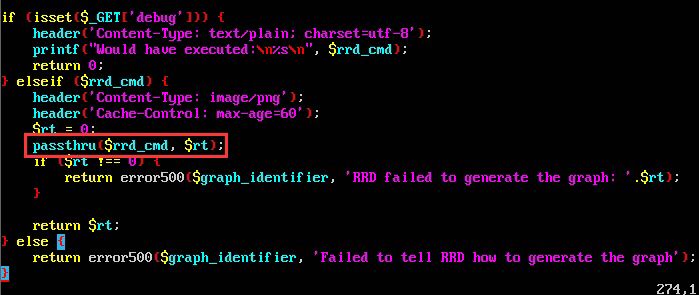 if (isset($_GET['debug'])) {
    header('Content-Type: text/plain; charset=utf-8');
    printf("Would have executed:\n%s\n", $rrd_cmd);
    return 0;
} elseif ($rrd_cmd) {
    header('Content-Type: image/png');
    header('Cache-Control: max-age=60');
    $rt = 0;
    passthru($rrd_cmd, $rt);
    if ($rt !== 0) {
        return error500($graph_identifier, 'RRD failed to generate the graph: '.$rt);
    }

    return $rt;
} else {
    return error500($graph_identifier, 'Failed to tell RRD how to generate the graph');
}
274,1